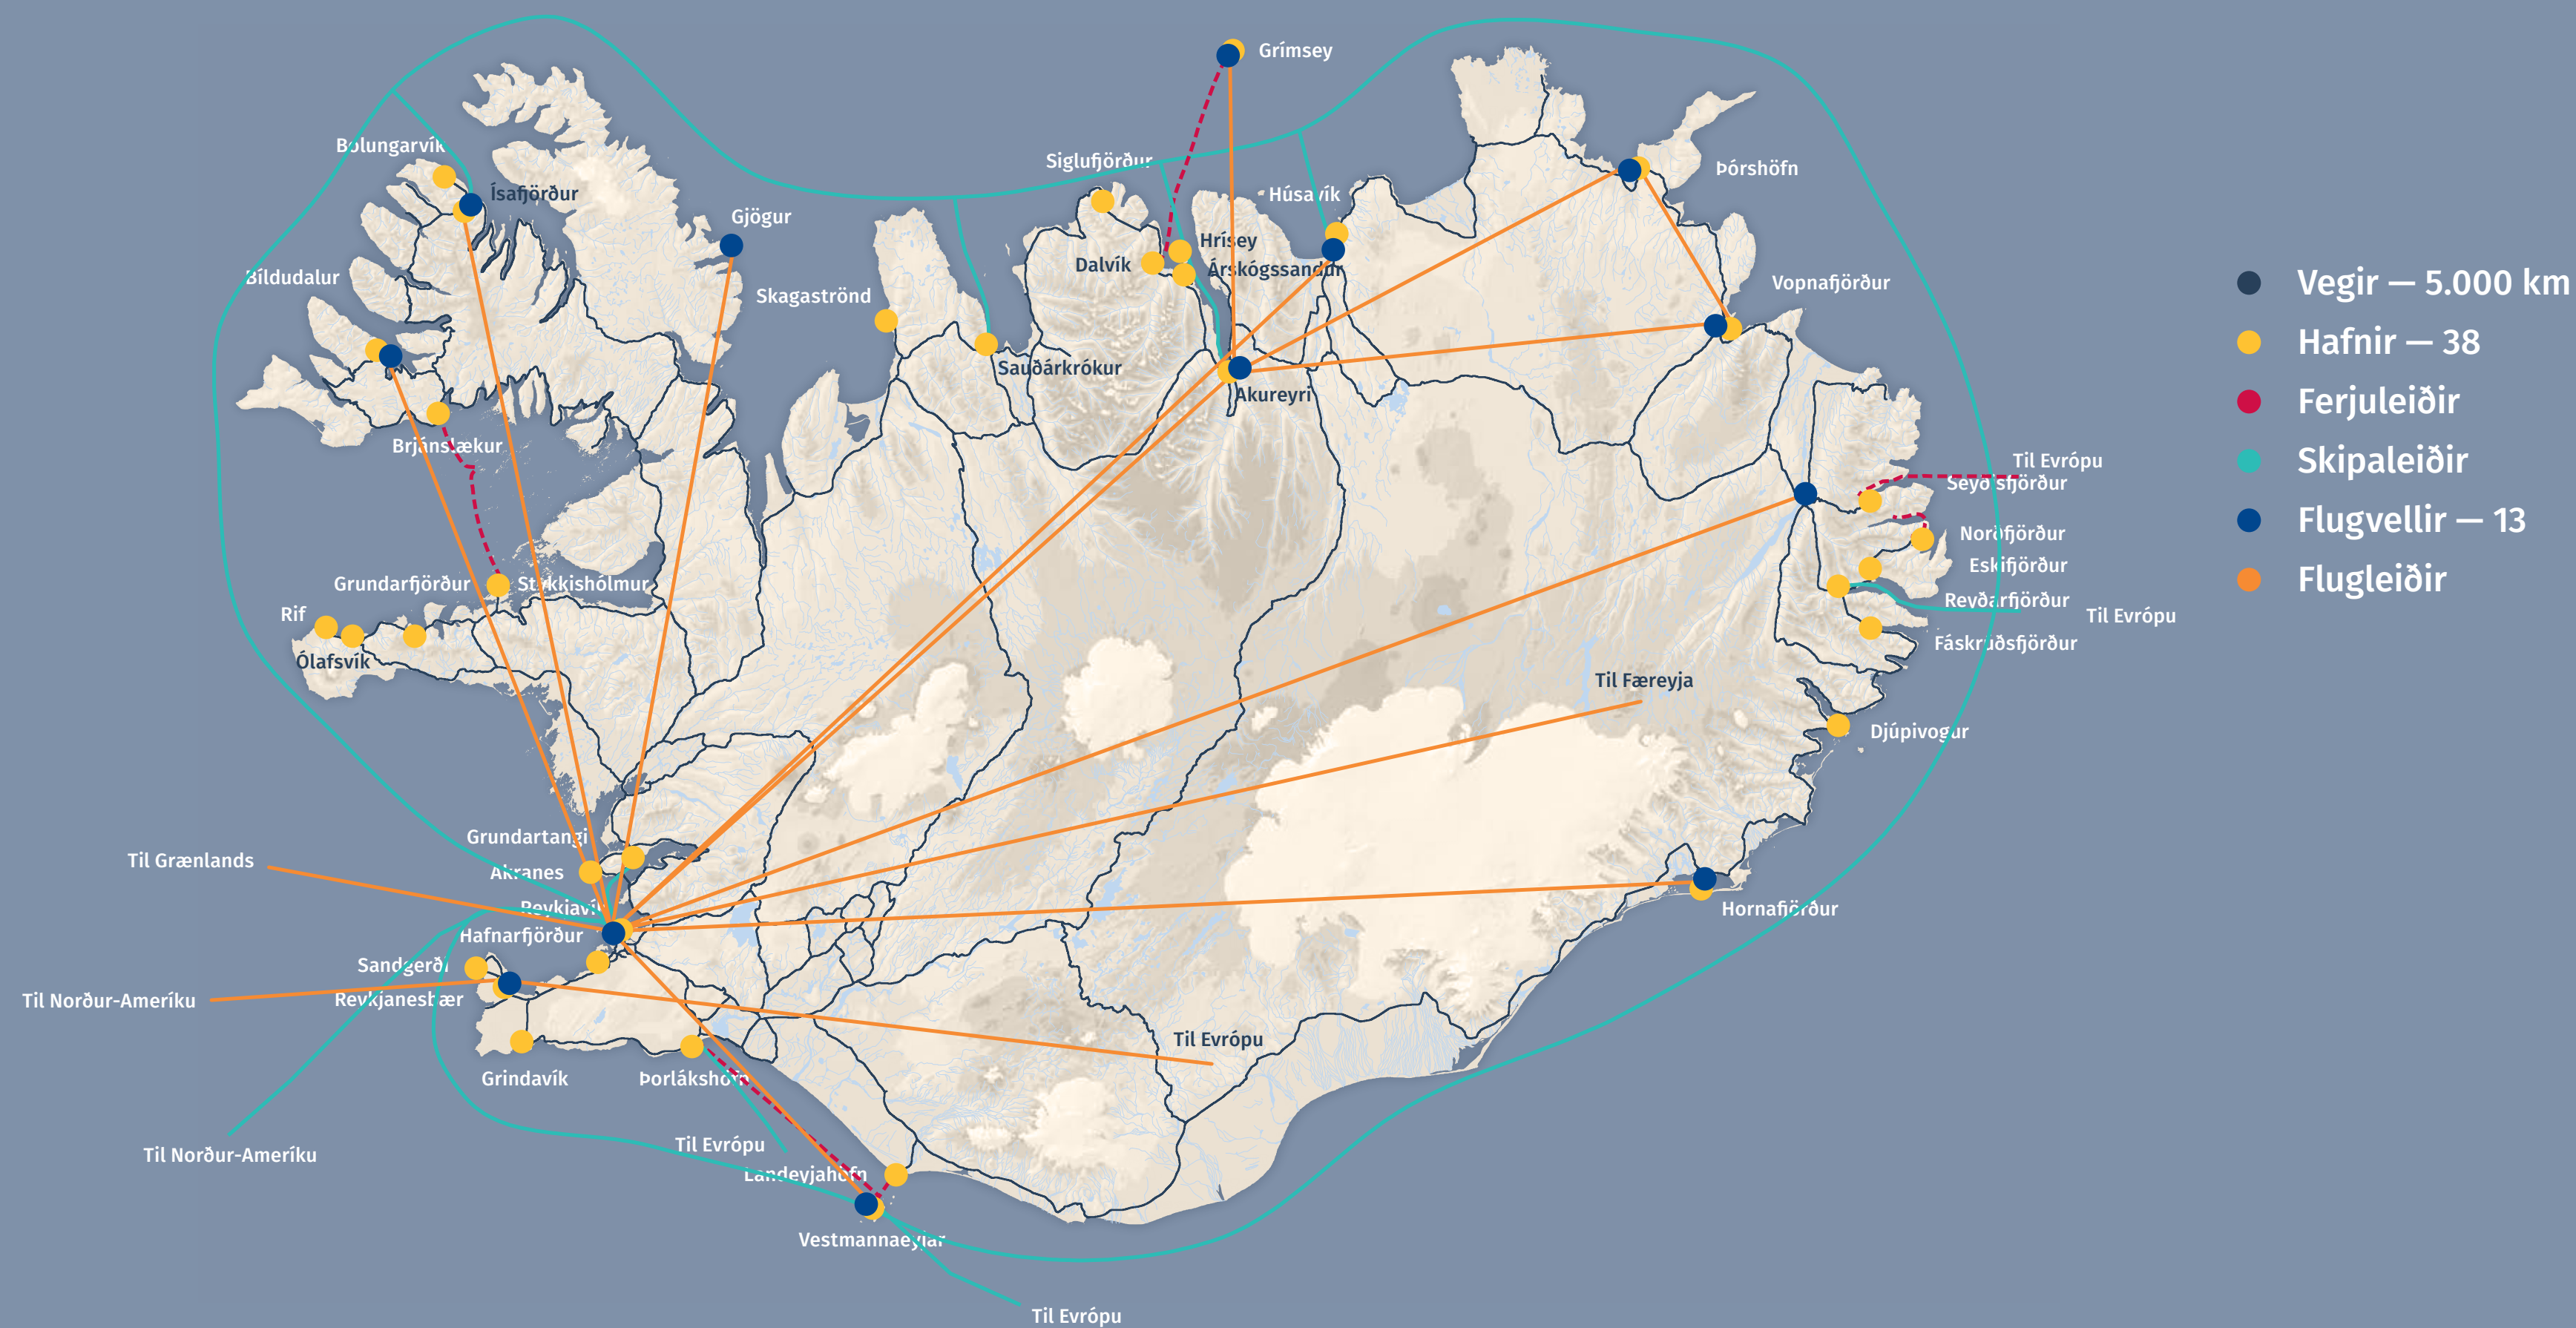 Grímsey
Bolungarvík
Siglufjörður
Þórshöfn
Ísafjörður
Húsavík
Gjögur
Hrísey
Dalvík
Árskógssandur
Bíldudalur
Vopnafjörður
Skagaströnd
Sauðárkrókur
Akureyri
Brjánslækur
Til Evrópu
Seyðisfjörður
Norðfjörður
Eskifjörður
Grundarfjörður
Stykkishólmur
Reyðarfjörður
Rif
Til Evrópu
Fáskrúðsfjörður
Ólafsvík
Til Færeyja
Djúpivogur
Grundartangi
Til Grænlands
Akranes
Reykjavík
Hornafjörður
Hafnarfjörður
Sandgerði
Til Norður-Ameríku
Reykjanesbær
Til Evrópu
Grindavík
Þorlákshöfn
Til Evrópu
Til Norður-Ameríku
Landeyjahöfn
Vestmannaeyjar
Til Evrópu
Vegir — 5.000 km
Hafnir — 38
Ferjuleiðir
Skipaleiðir
Flugvellir — 13
Flugleiðir